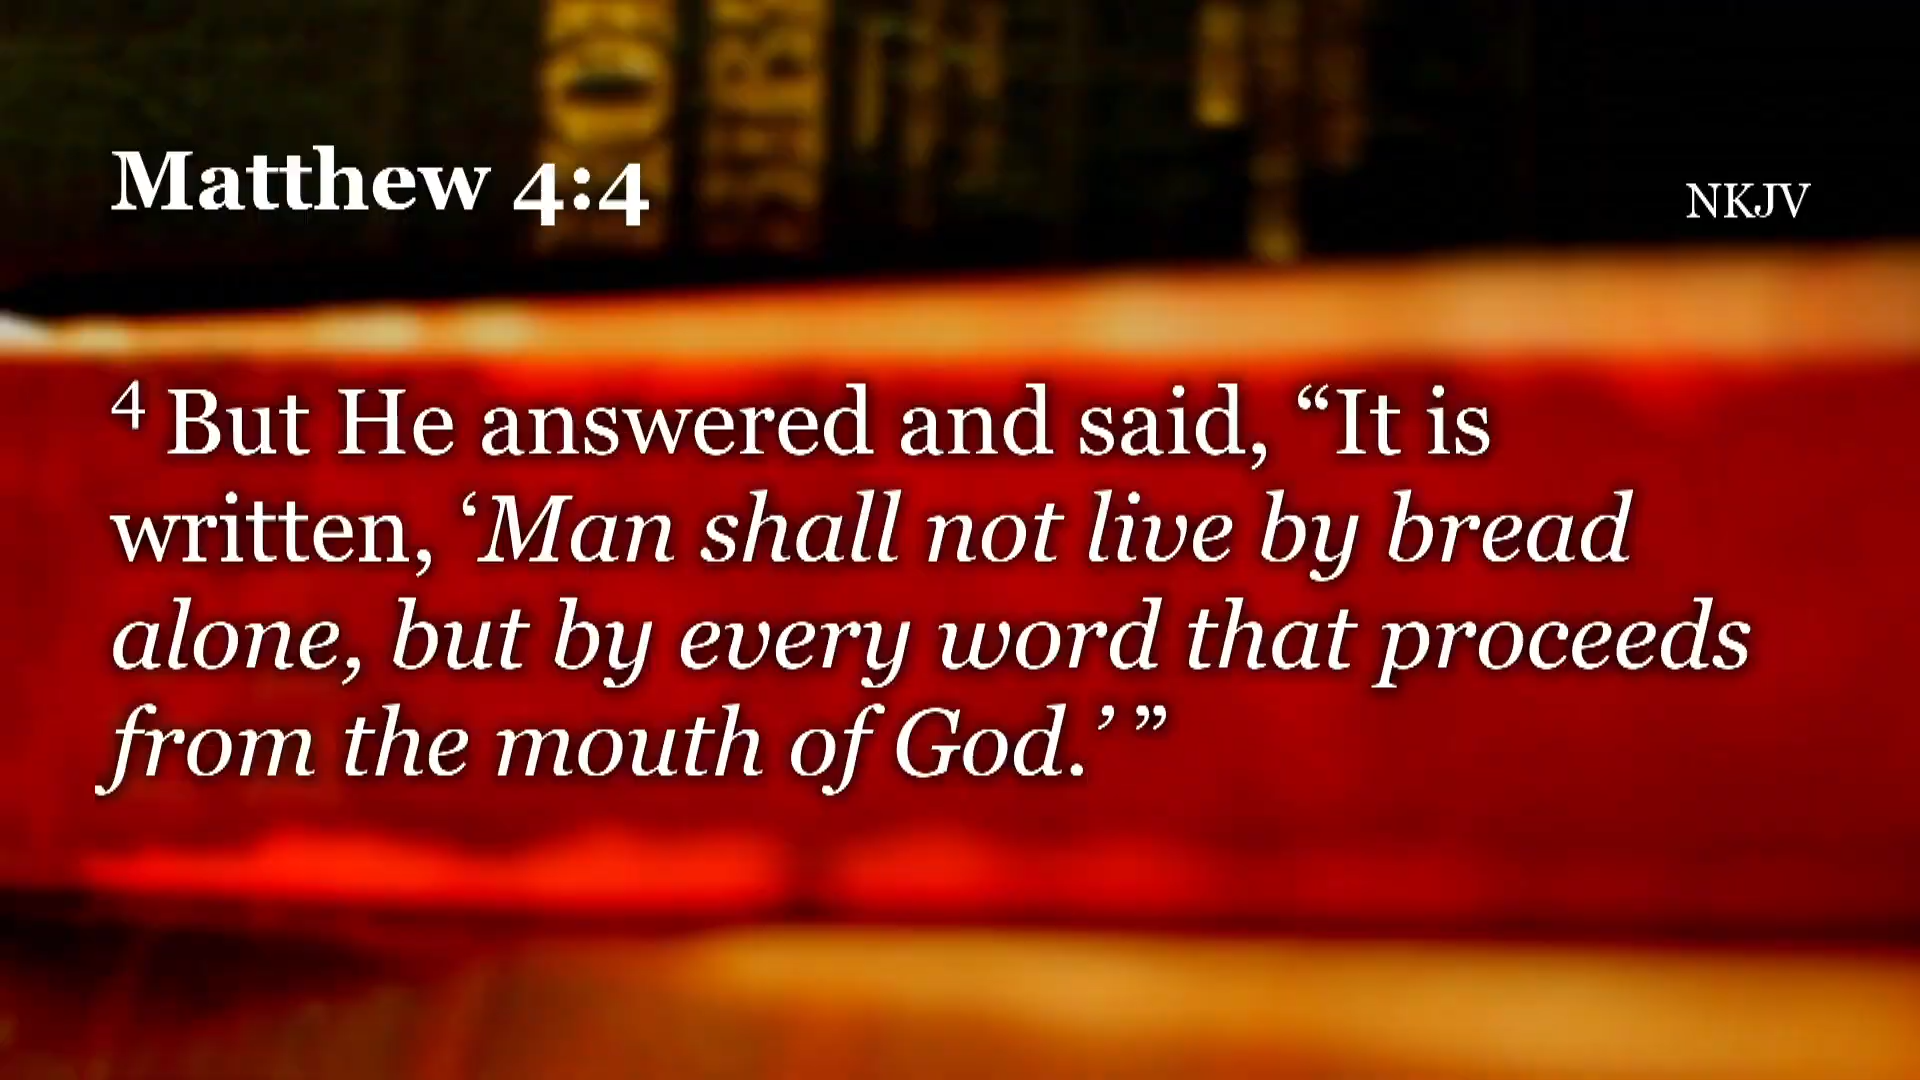 Matthew 4:4
NKJV
4 But He answered and said, “It is
written, ‘Man shall not live by bread
alone, but by every word that proceeds
from the mouth of God.’ ”